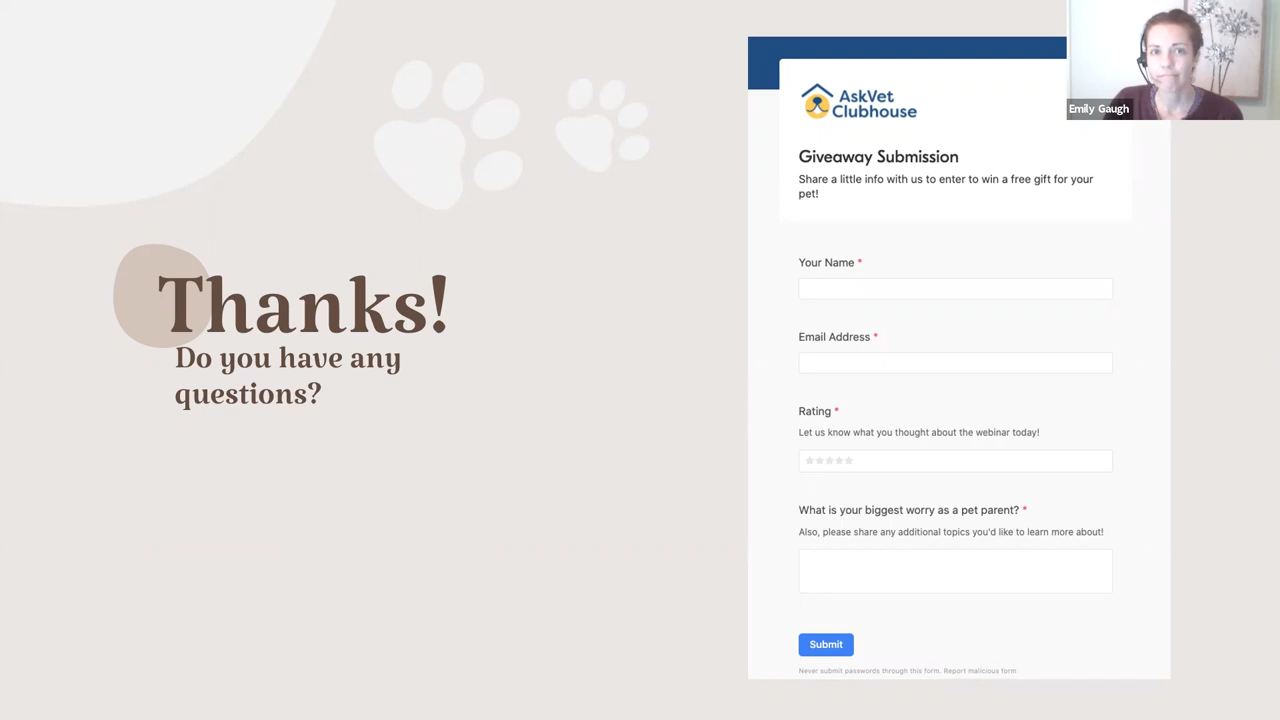 Thanks!
Do you have any
questions?
AskVet
Clubhouse
Giveaway Submission
Share a little info with us to enter to win a free gift for your
pet!
Your Name *
Email Address *
Rating *
Let us know what you thought about the webinar today!
What is your biggest worry as a pet parent? *
Also, please share any additional topics you'd like to learn more about!
Submit
Never submit passwords through this form. Report malicious form
Emily Gaugh